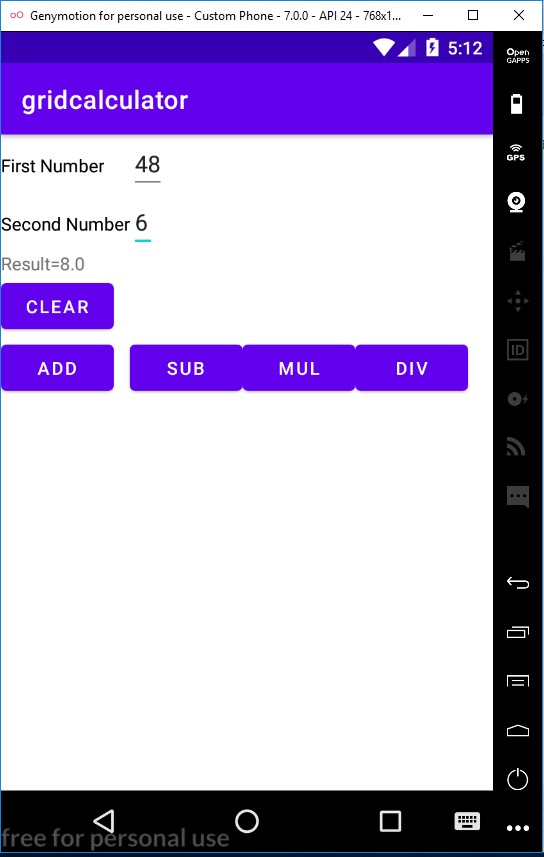 Genymotion for personal use - Custom Phone - 7.0.0 - API 24 - 768x1...
5:12
Open
GAPPS
gridcalculator
GPS
First Number 48
Second Number 6
Result=8.0
CLEAR
ID
ADD SUB MUL DIV
free for personal use